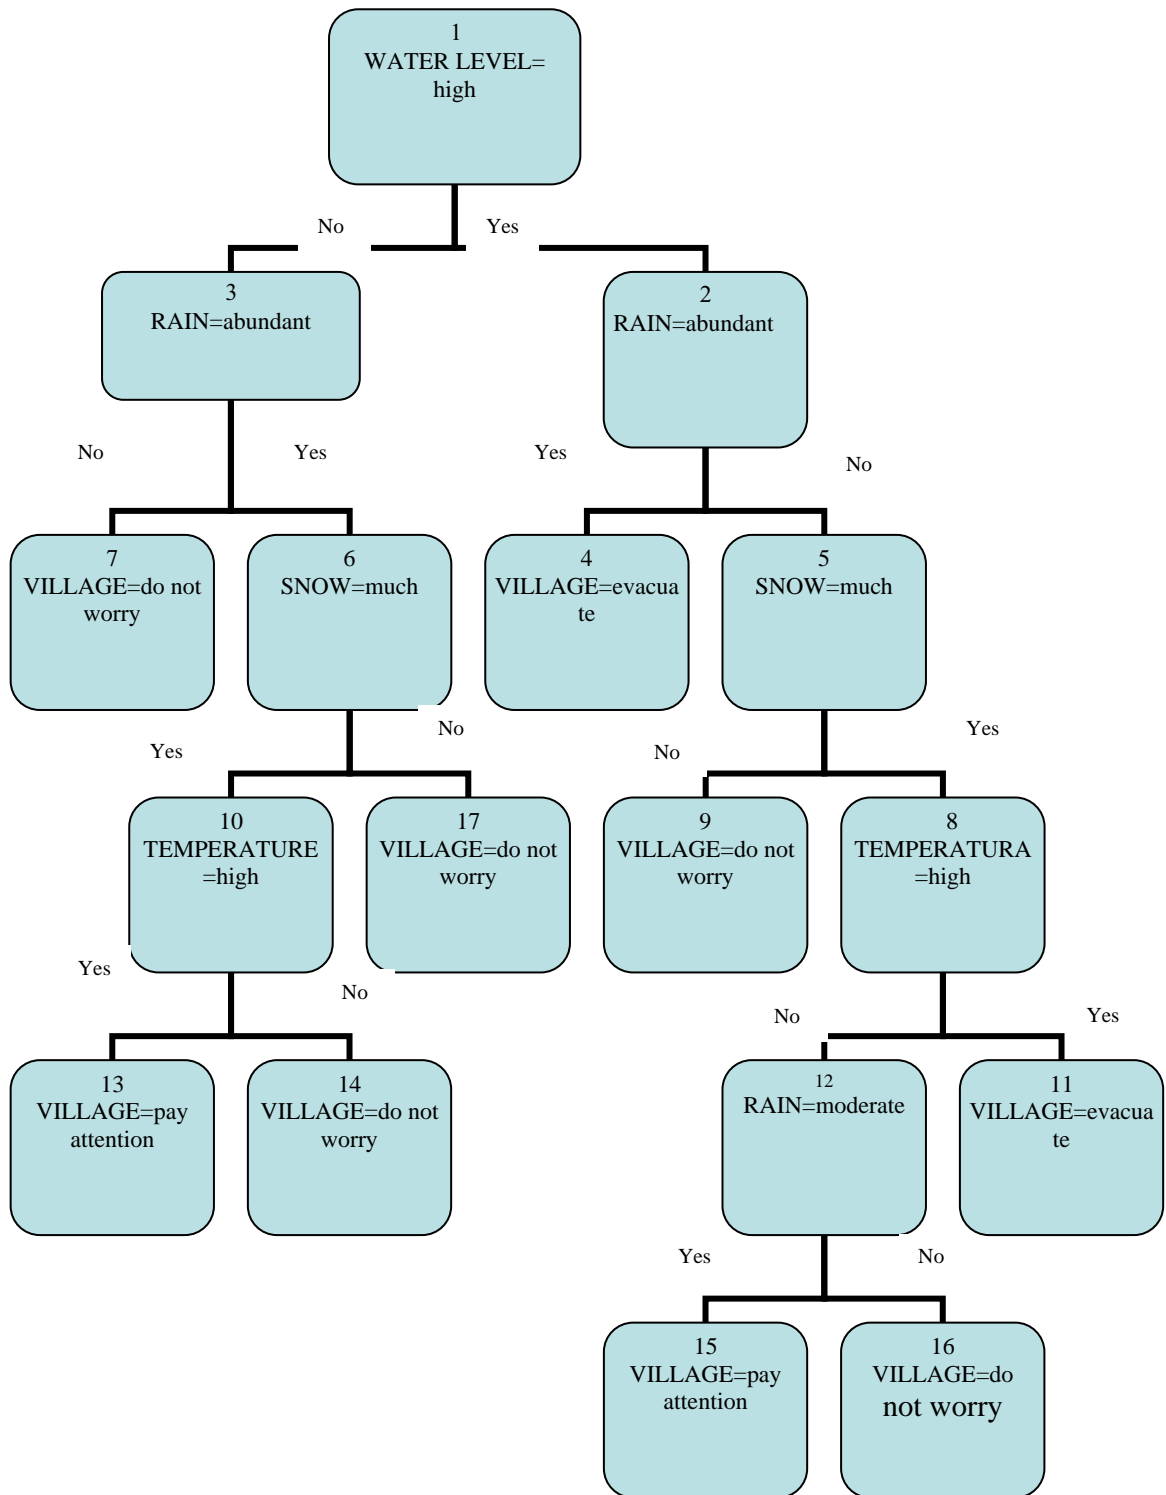 1
WATER LEVEL=
high
No
Yes
3
RAIN=abundant
2
RAIN=abundant
No
Yes
Yes
No
7
VILLAGE=do not
worry
6
SNOW=much
4
VILLAGE=evacua
te
5
SNOW=much
Yes
No
No
Yes
10
TEMPERATURE
=high
17
VILLAGE=do not
worry
9
VILLAGE=do not
worry
8
TEMPERATURA
=high
Yes
No
No
Yes
13
VILLAGE=pay
attention
14
VILLAGE=do not
worry
12
RAIN=moderate
11
VILLAGE=evacua
te
Yes
No
15
VILLAGE=pay
attention
16
VILLAGE=do
not worry